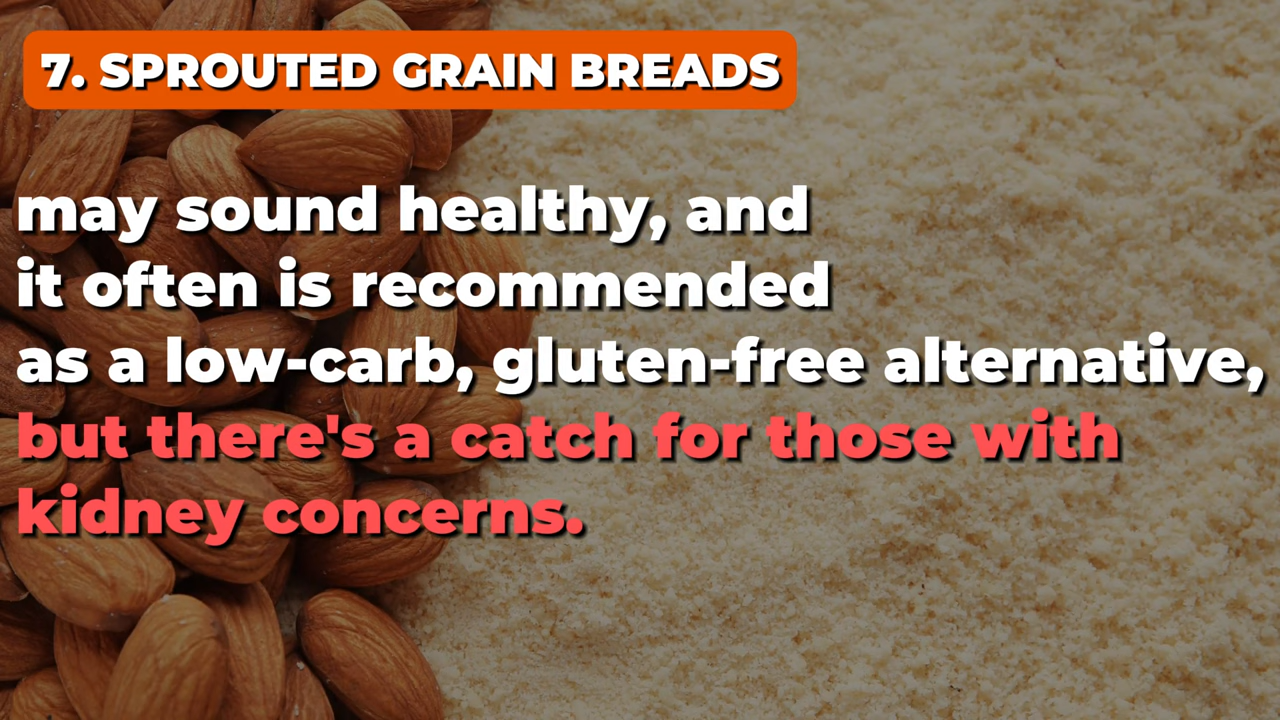 7. SPROUTED GRAIN BREADS
may sound healthy, and
it often is recommended
as a low-carb, gluten-free alternative,
but there's a catch for those with
kidney concerns.